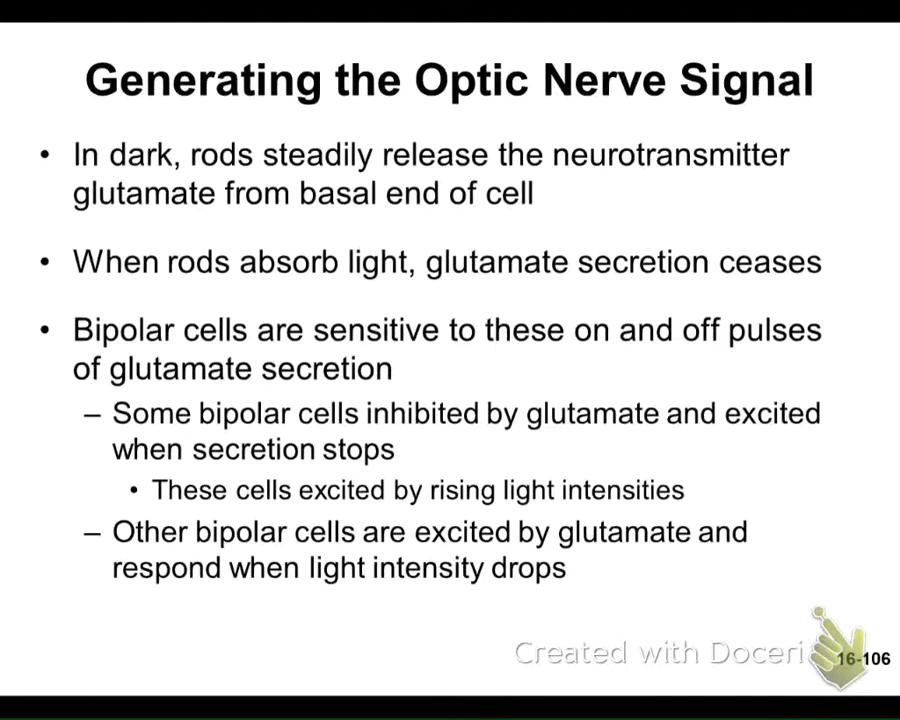 Generating the Optic Nerve Signal
• In dark, rods steadily release the neurotransmitter
glutamate from basal end of cell
• When rods absorb light, glutamate secretion ceases
• Bipolar cells are sensitive to these on and off pulses
of glutamate secretion
– Some bipolar cells inhibited by glutamate and excited
when secretion stops
• These cells excited by rising light intensities
– Other bipolar cells are excited by glutamate and
respond when light intensity drops
Created with Doceri
16-106